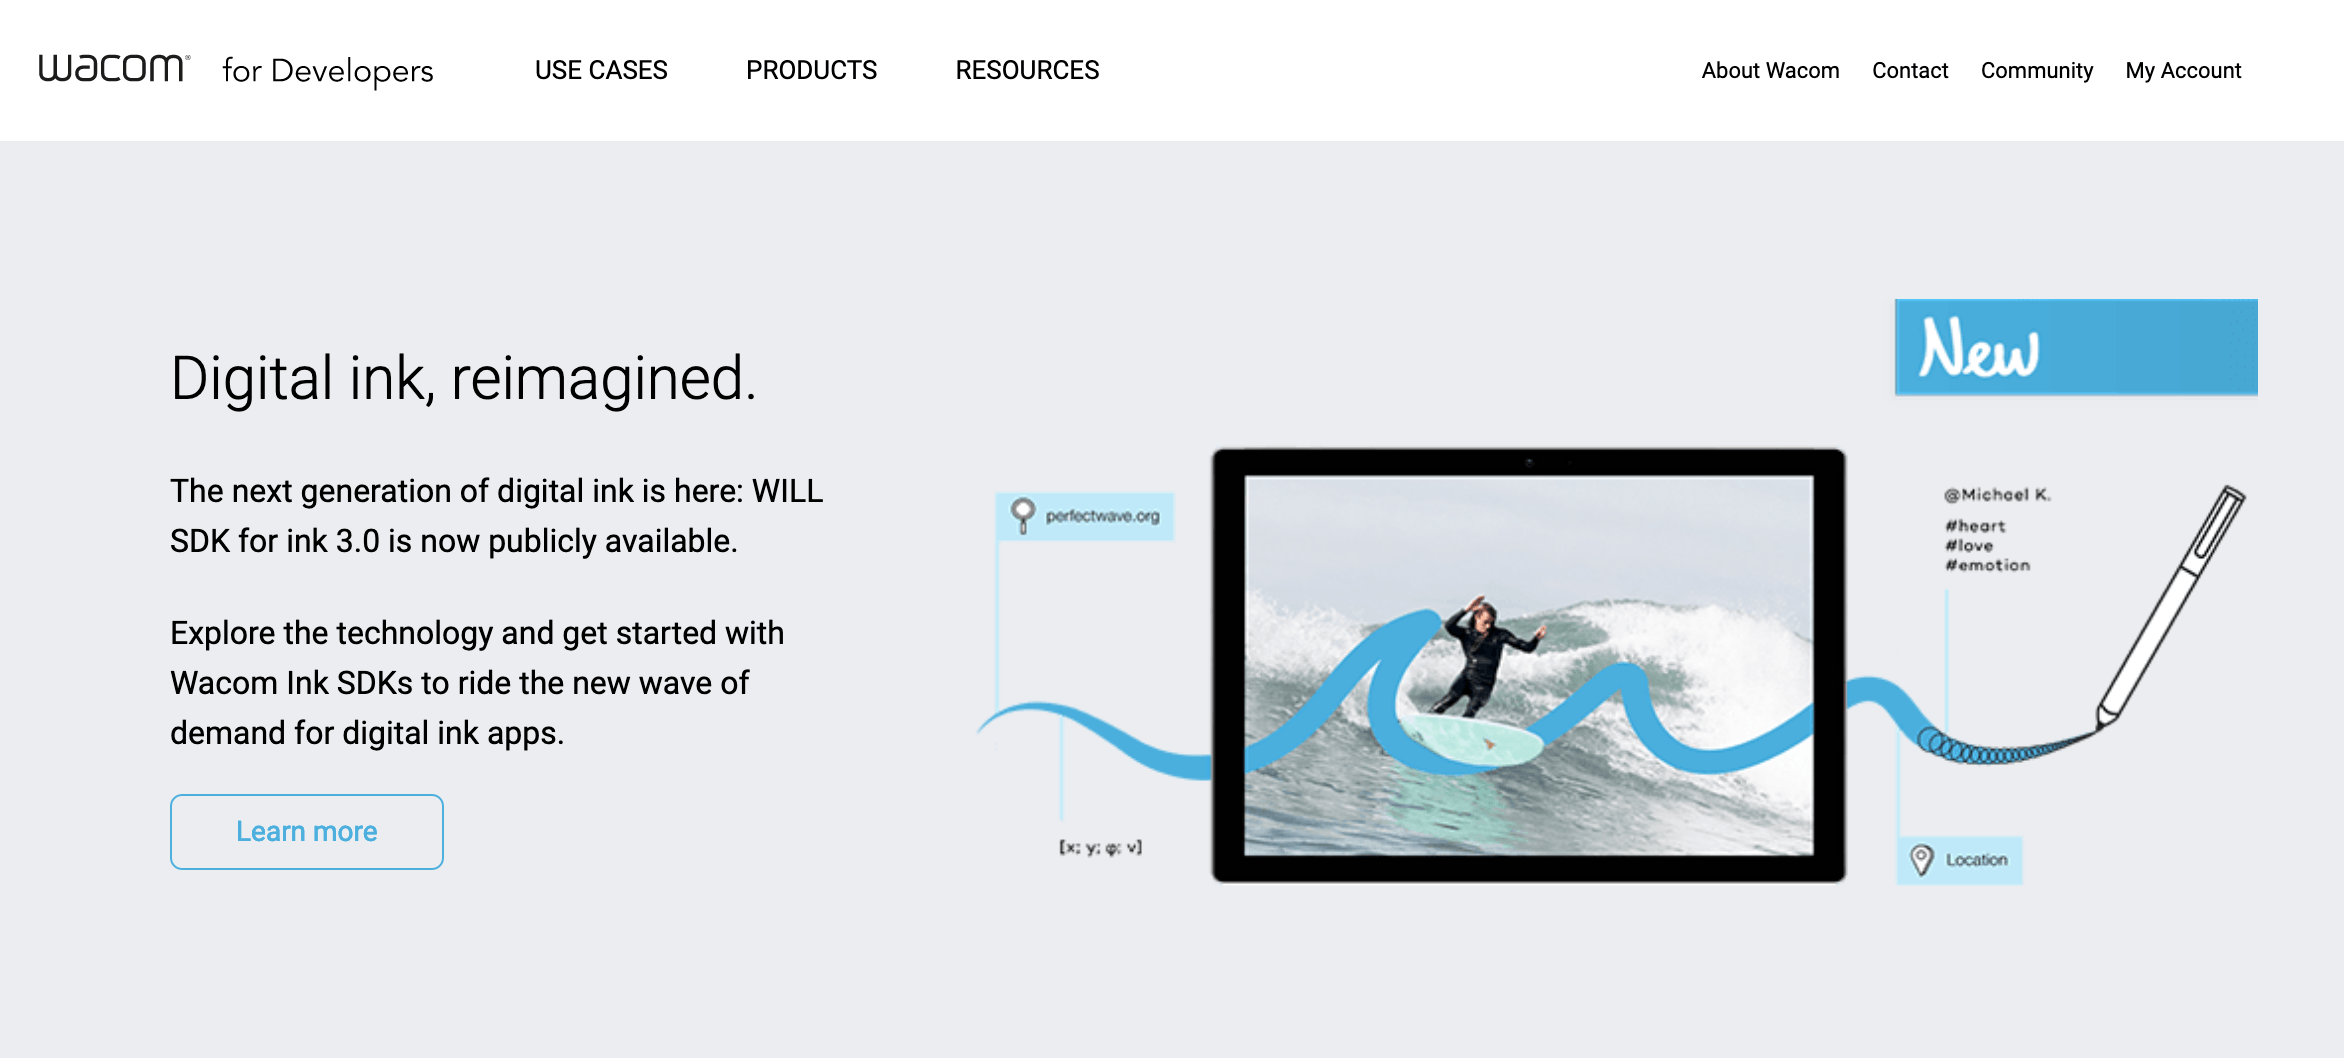 wacom® for Developers
USE CASES
PRODUCTS
RESOURCES
About Wacom
Contact
Community
My Account
Digital ink, reimagined.
The next generation of digital ink is here: WILL
SDK for ink 3.0 is now publicly available.
Explore the technology and get started with
Wacom Ink SDKs to ride the new wave of
demand for digital ink apps.
Learn more
New
perfectwave.org
@Michael K.
#heart
#love
#emotion
[x; y; φ; v]
Location